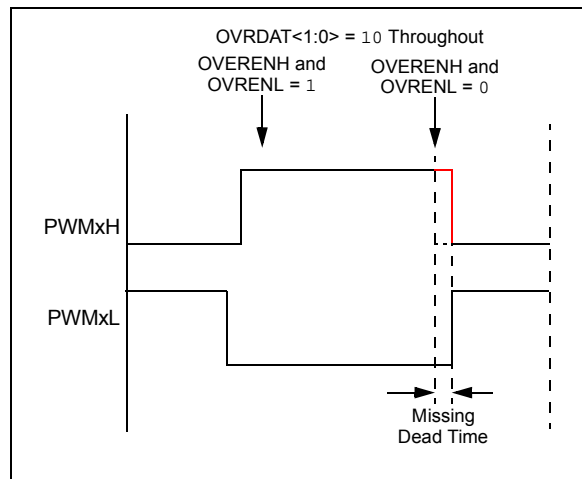 OVRDAT<1:0> = 10 Throughout
OVERENH and
OVRENL = 1
OVERENH and
OVRENL = 0
PWMxH
PWMxL
Missing
Dead Time